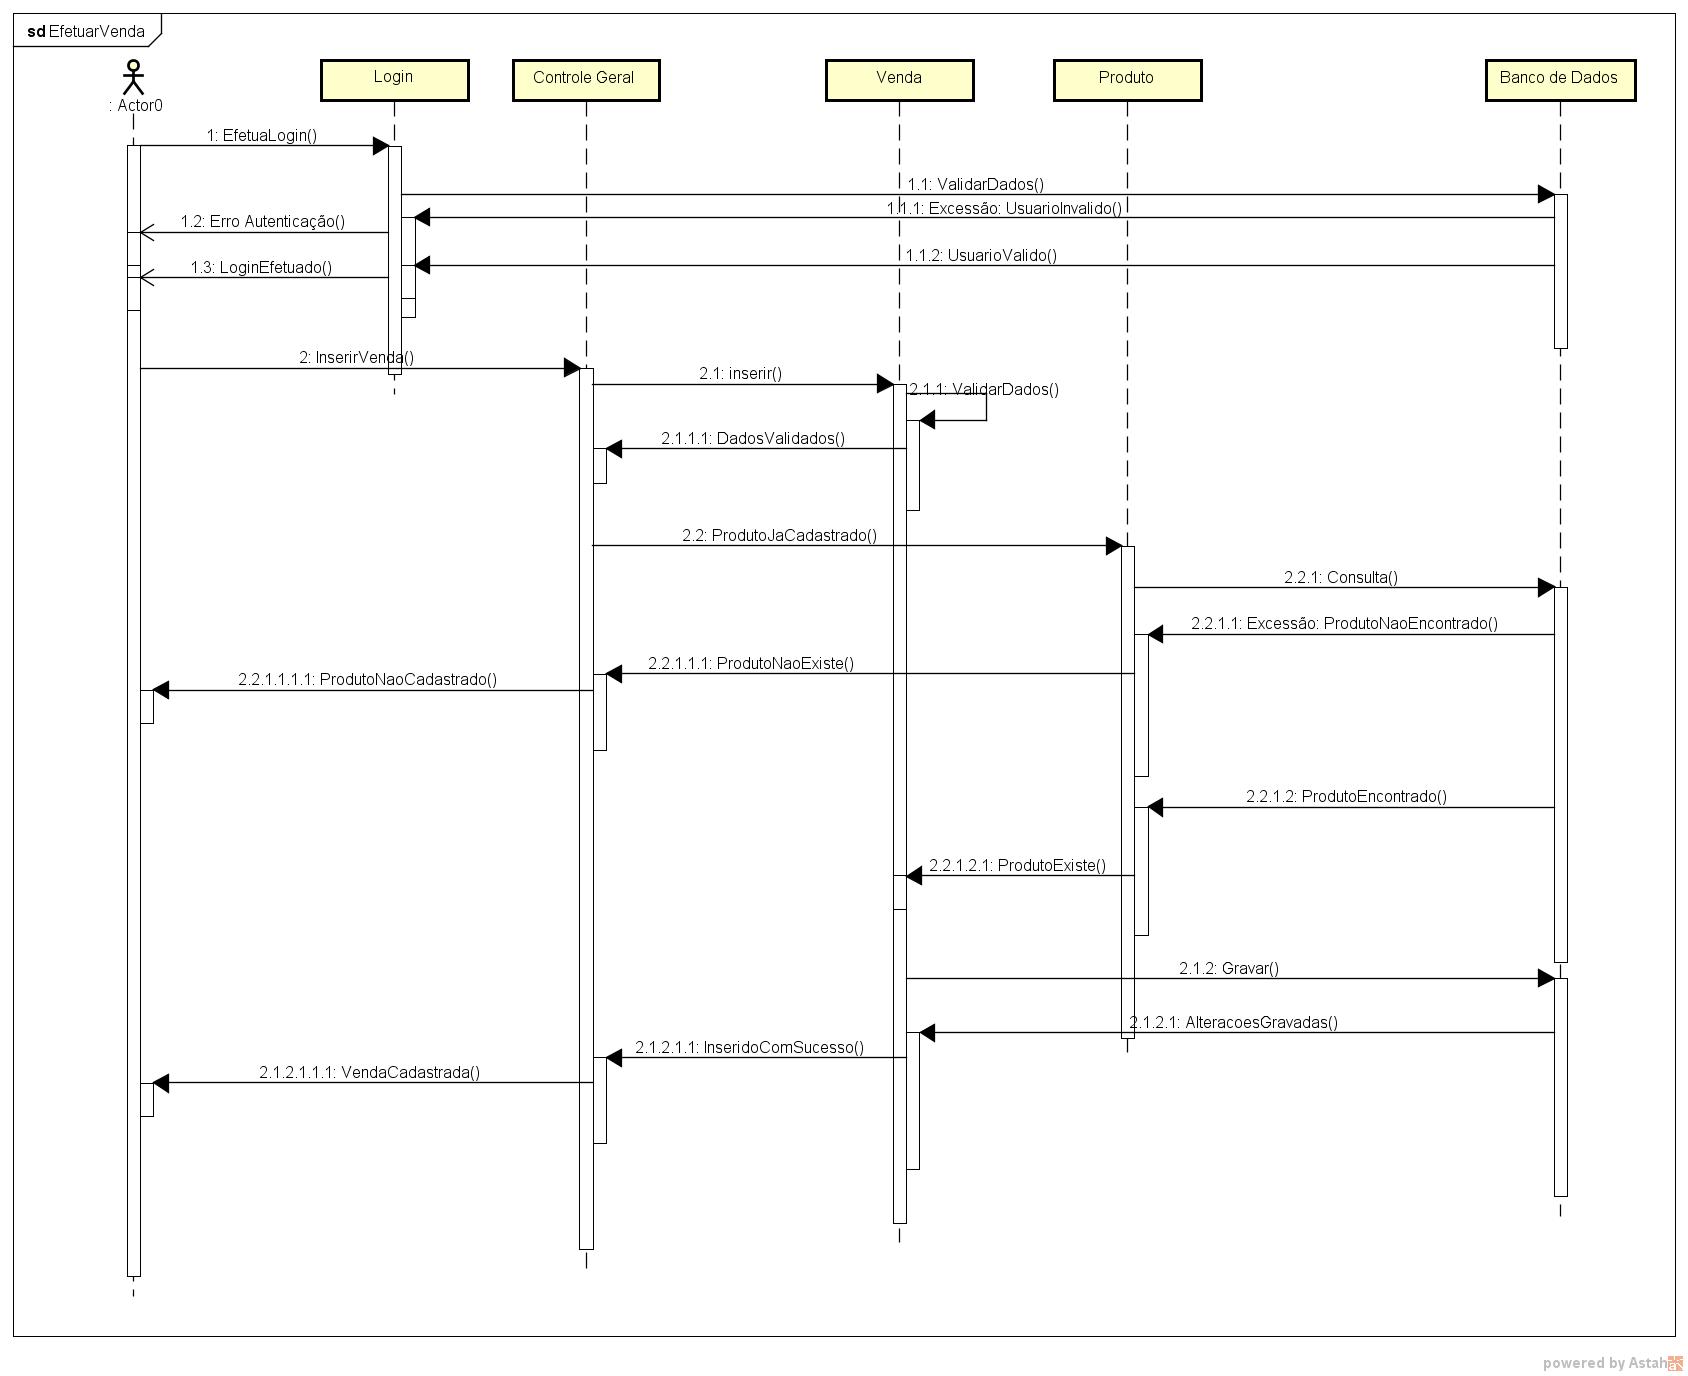 sd EfetuarVenda
: Actor0
Login
Controle Geral
Venda
Produto
Banco de Dados
1: EfetuaLogin()
1.1: ValidarDados()
1.1.1: Excessão: UsuarioInvalido()
1.2: Erro Autenticação()
1.1.2: UsuarioValido()
1.3: LoginEfetuado()
2: InserirVenda()
2.1: inserir()
2.1.1: ValidarDados()
2.1.1.1: DadosValidados()
2.2: ProdutoJaCadastrado()
2.2.1: Consulta()
2.2.1.1: Excessão: ProdutoNaoEncontrado()
2.2.1.1.1: ProdutoNaoExiste()
2.2.1.1.1.1: ProdutoNaoCadastrado()
2.2.1.2: ProdutoEncontrado()
2.2.1.2.1: ProdutoExiste()
2.1.2: Gravar()
2.1.2.1: AlteracoesGravadas()
2.1.2.1.1: InseridoComSucesso()
2.1.2.1.1.1: VendaCadastrada()
powered by Astah